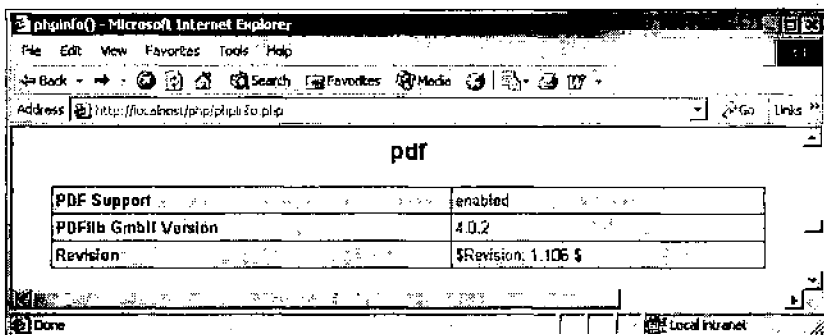 phpinfo() - Microsoft Internet Explorer
File Edit View Favorites Tools Help
Back Search Favorites Media
Address http://localhost/php/phpinfo.php Go Links »
pdf
PDF Support enabled
PDFlib GmbH Version 4.0.2
Revision $Revision: 1.106 $
Done Local intranet